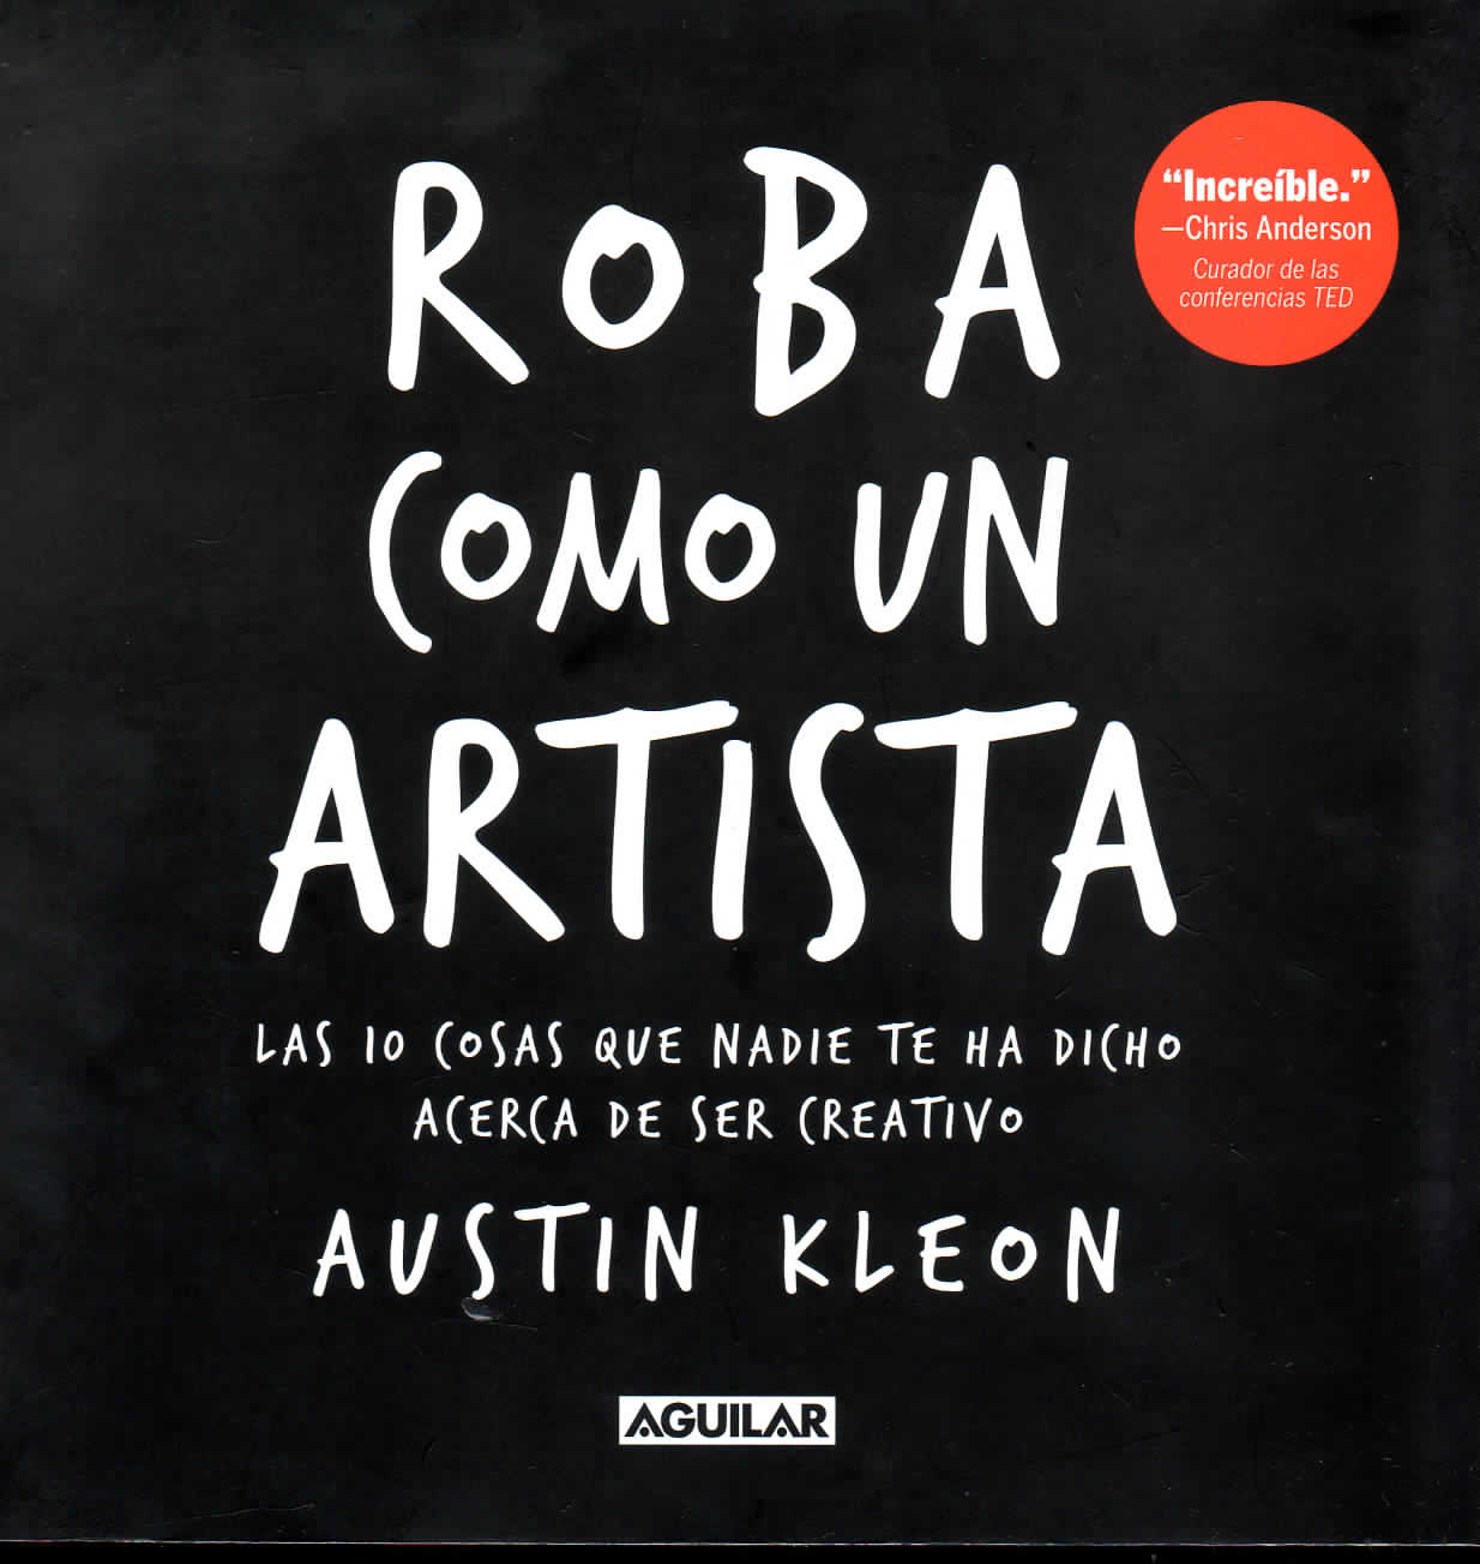 ROBA
COMO UN
ARTISTA
"Increíble."
—Chris Anderson
Curador de las
conferencias TED
LAS 10 COSAS QUE NADIE TE HA DICHO
ACERCA DE SER CREATIVO
AUSTIN KLEON
AGUILAR